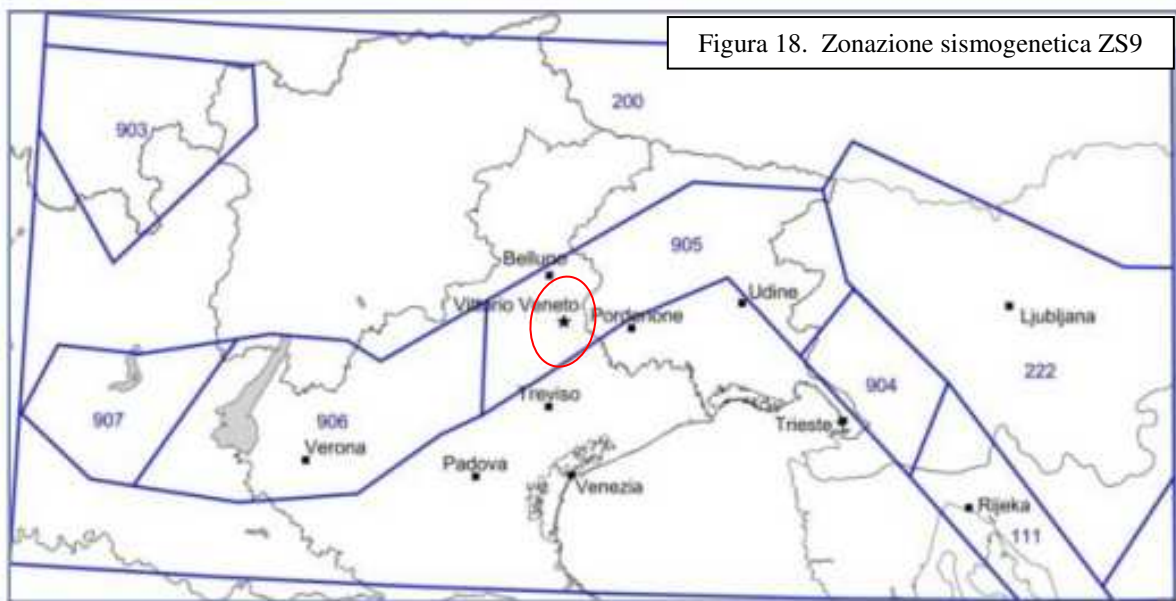 Figura 18. Zonazione sismogenetica ZS9
200
903
905
Belluno
Vittorio Veneto
Pordenone
Udine
Ljubljana
222
904
907
906
Treviso
Trieste
Verona
Padova
Venezia
Rijeka
111